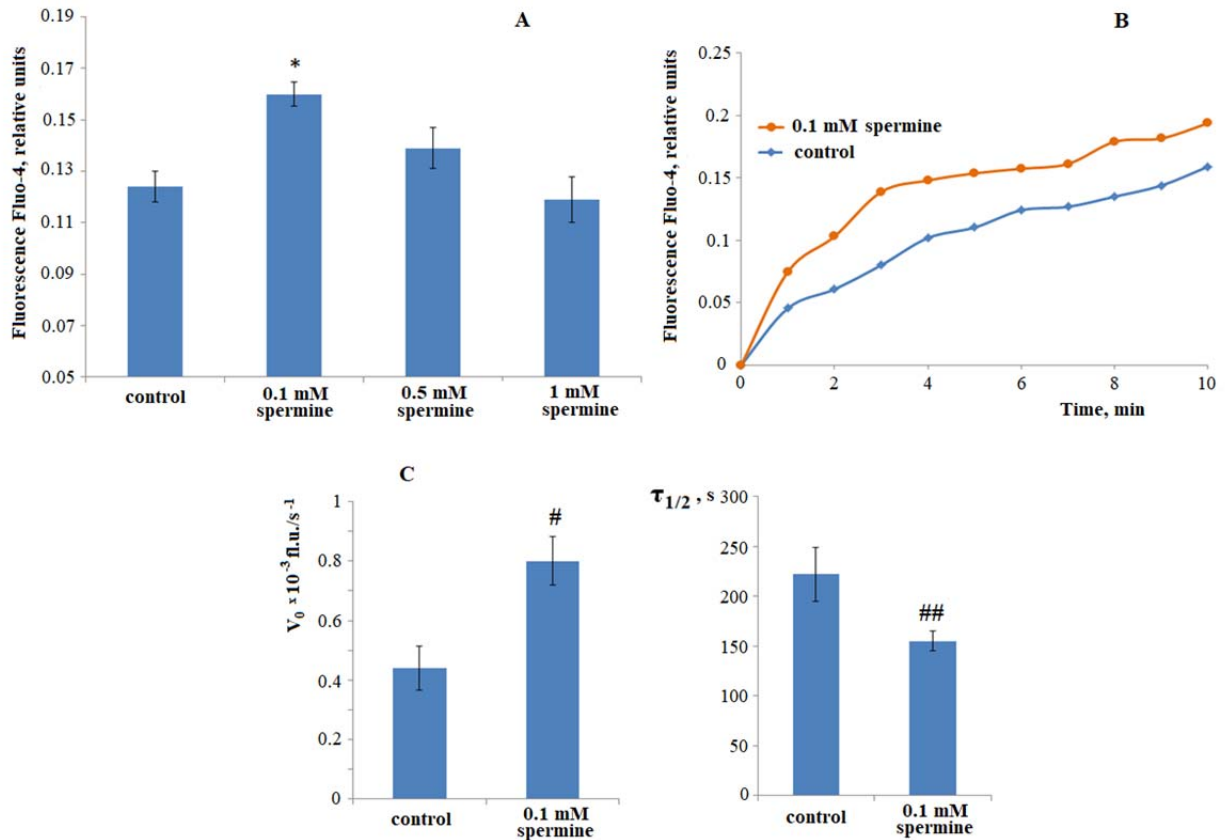 A
Fluorescence Fluo-4, relative units
0.19
0.17
0.15
0.13
0.11
0.09
0.07
0.05
*
control
0.1 mM
spermine
0.5 mM
spermine
1 mM
spermine
B
Fluorescence Fluo-4, relative units
0.25
0.2
0.15
0.1
0.05
0
0.1 mM spermine
control
0 2 4 6 8 10
Time, min
C
V0 x 10-3 fl.u./s-1
1
0.8
0.6
0.4
0.2
0
#
control
0.1 mM
spermine
τ1/2 , s
300
250
200
150
100
50
0
##
control
0.1 mM
spermine